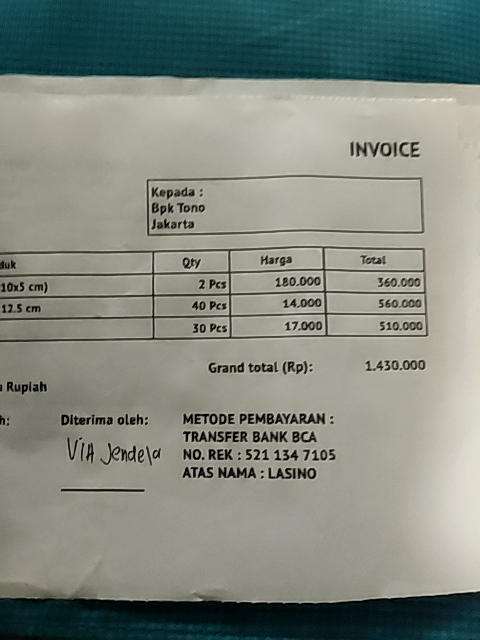 INVOICE
Kepada :
Bpk Tono
Jakarta
duk Qty Harga Total
10x5 cm) 2 Pcs 180.000 360.000
12.5 cm 40 Pcs 14.000 560.000
30 Pcs 17.000 510.000
Grand total (Rp): 1.430.000
u Rupiah
h: Diterima oleh: METODE PEMBAYARAN :
VIA Jendela TRANSFER BANK BCA
NO. REK : 521 134 7105
ATAS NAMA : LASINO